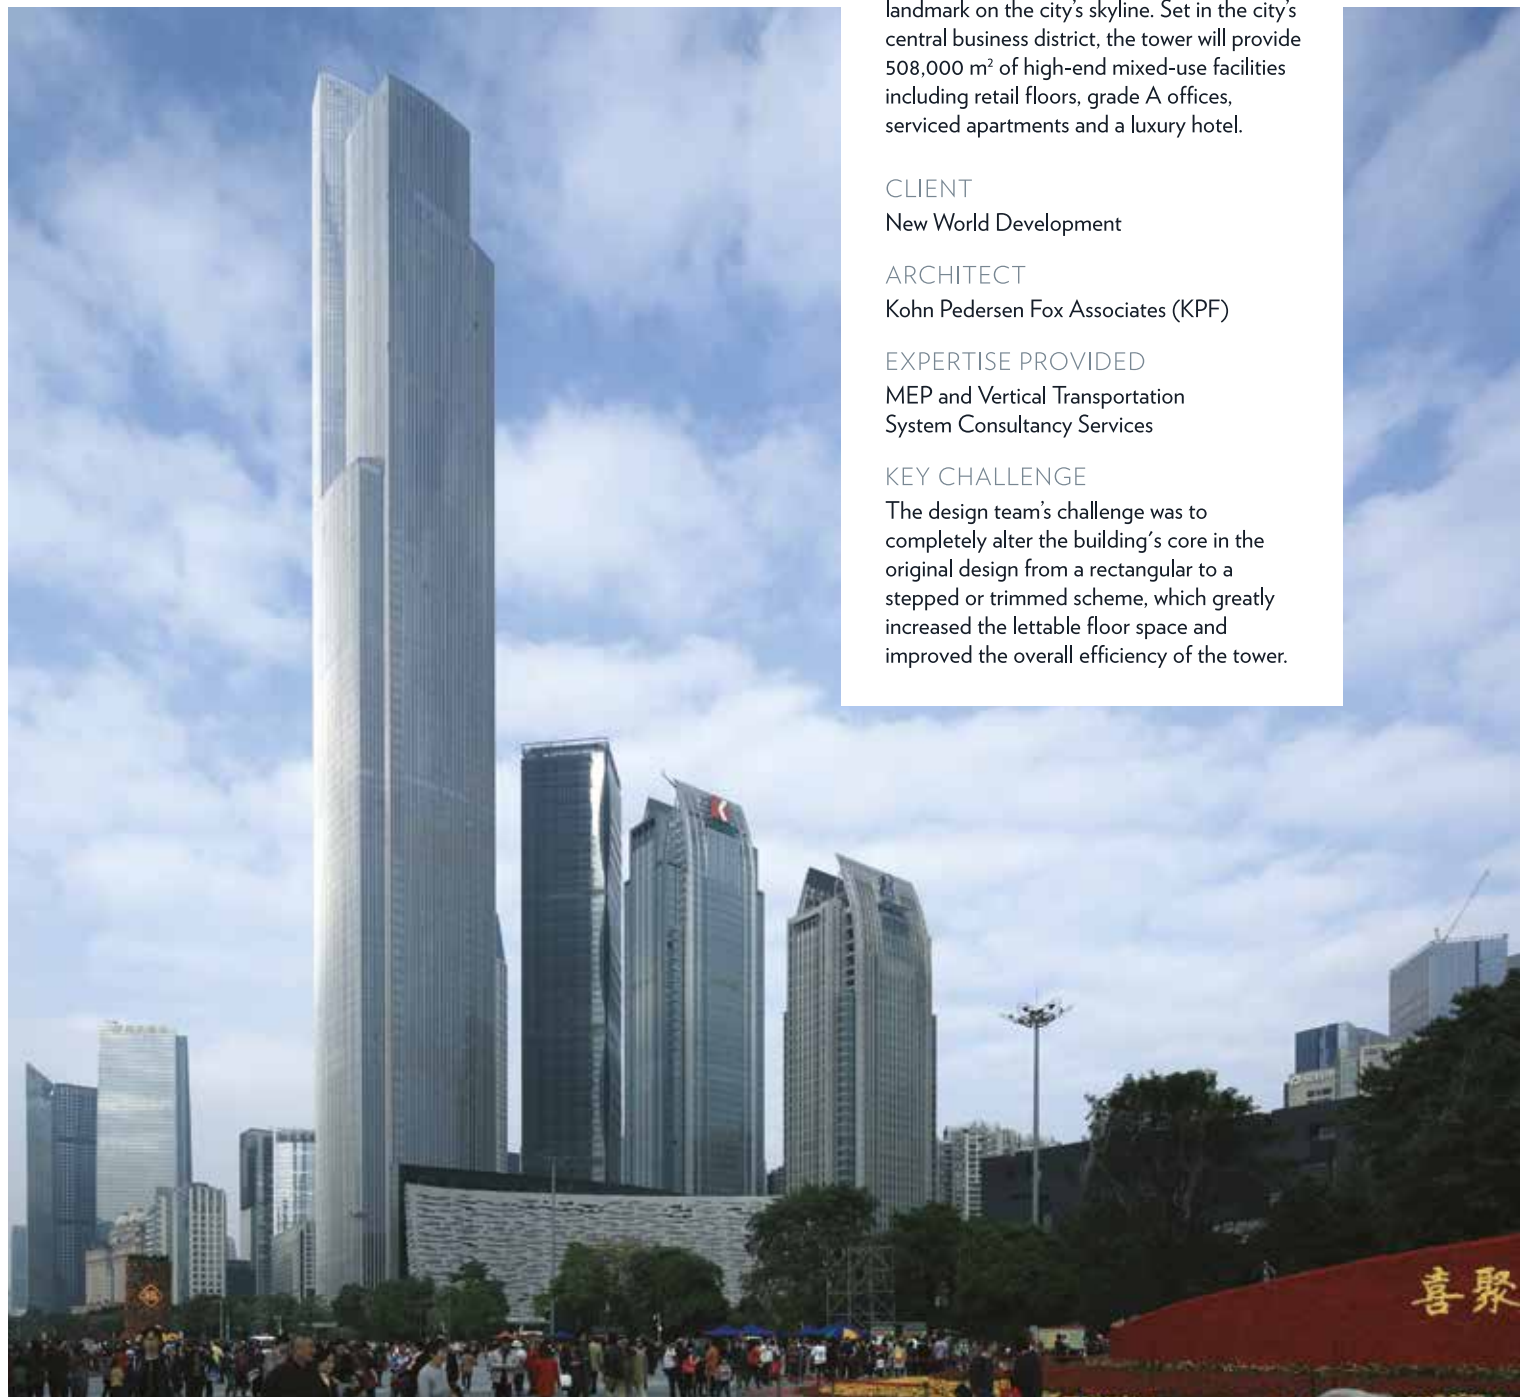 landmark on the city’s skyline. Set in the city’s
central business district, the tower will provide
508,000 m² of high-end mixed-use facilities
including retail floors, grade A offices,
serviced apartments and a luxury hotel.
CLIENT
New World Development
ARCHITECT
Kohn Pedersen Fox Associates (KPF)
EXPERTISE PROVIDED
MEP and Vertical Transportation
System Consultancy Services
KEY CHALLENGE
The design team’s challenge was to
completely alter the building's core in the
original design from a rectangular to a
stepped or trimmed scheme, which greatly
increased the lettable floor space and
improved the overall efficiency of the tower.
K
喜聚